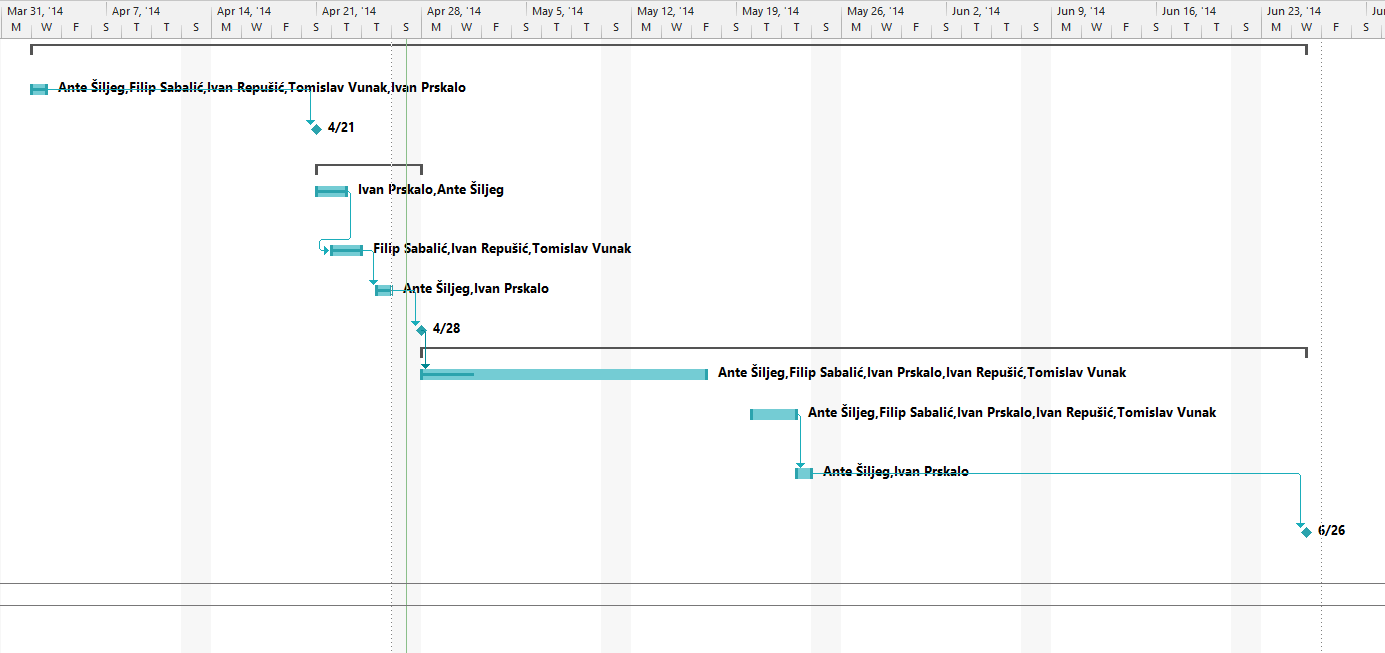 Mar 31, '14 Apr 7, '14 Apr 14, '14 Apr 21, '14 Apr 28, '14 May 5, '14 May 12, '14 May 19, '14 May 26, '14 Jun 2, '14 Jun 9, '14 Jun 16, '14 Jun 23, '14 Ju
M W F S T T S M W F S T T S M W F S T T S M W F S T T S M W F S T T S M W F S T T S M W F S
Ante Šiljeg,Filip Sabalić,Ivan Repušić,Tomislav Vunak,Ivan Prskalo
4/21
Ivan Prskalo,Ante Šiljeg
Filip Sabalić,Ivan Repušić,Tomislav Vunak
Ante Šiljeg,Ivan Prskalo
4/28
Ante Šiljeg,Filip Sabalić,Ivan Prskalo,Ivan Repušić,Tomislav Vunak
Ante Šiljeg,Filip Sabalić,Ivan Prskalo,Ivan Repušić,Tomislav Vunak
Ante Šiljeg,Ivan Prskalo
6/26